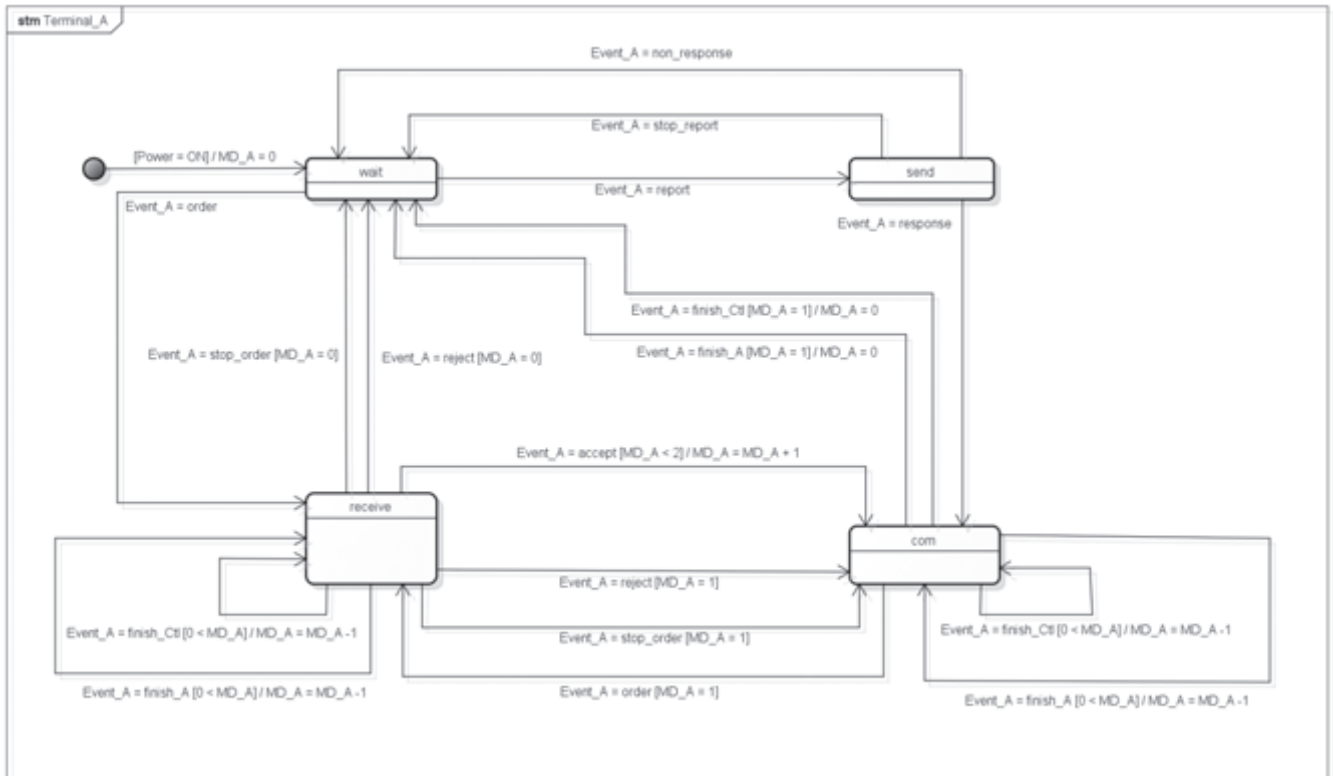 stm Terminal_A
Event_A = non_response
Event_A = stop_report
[Power = ON] / MD_A = 0
wait
send
Event_A = report
Event_A = order
Event_A = response
Event_A = finish_Ctl [MD_A = 1] / MD_A = 0
Event_A = stop_order [MD_A = 0]
Event_A = reject [MD_A = 0]
Event_A = finish_A [MD_A = 1] / MD_A = 0
Event_A = accept [MD_A < 2] / MD_A = MD_A + 1
receive
com
Event_A = reject [MD_A = 1]
Event_A = finish_Ctl [0 < MD_A] / MD_A = MD_A -1
Event_A = stop_order [MD_A = 1]
Event_A = finish_Ctl [0 < MD_A] / MD_A = MD_A -1
Event_A = finish_A [0 < MD_A] / MD_A = MD_A -1
Event_A = order [MD_A = 1]
Event_A = finish_A [0 < MD_A] / MD_A = MD_A -1